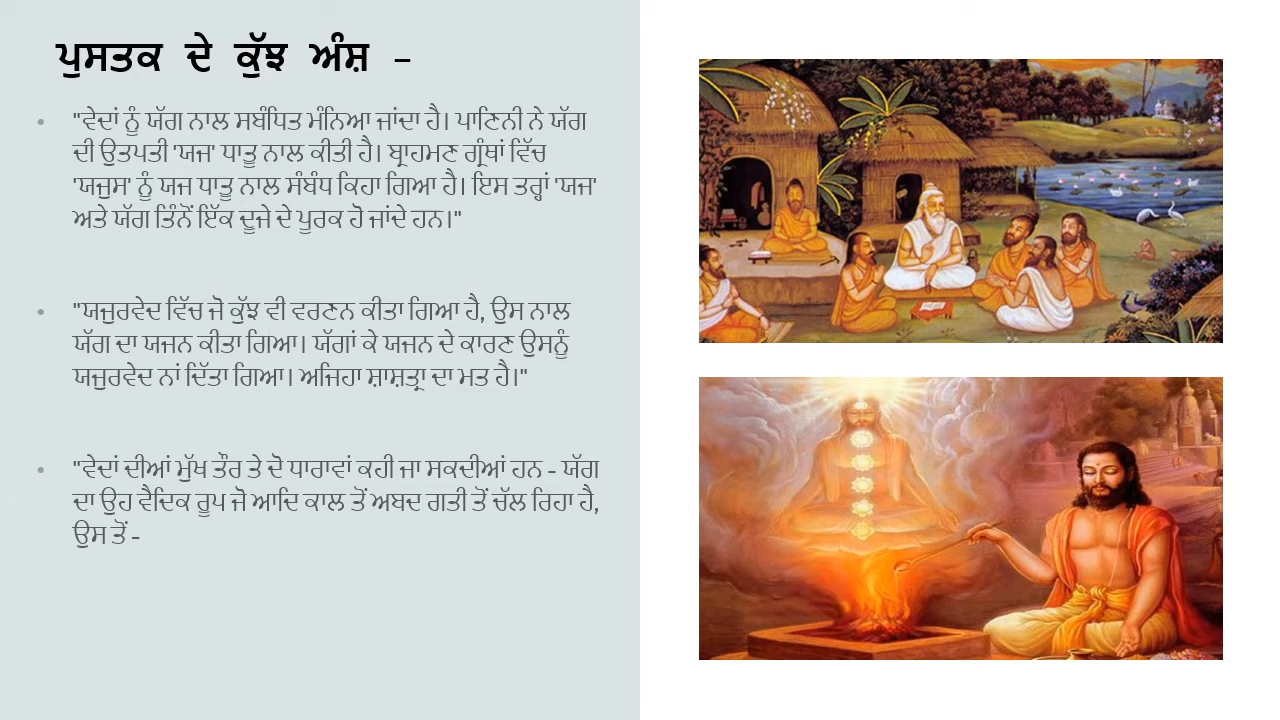 ਪੁਸਤਕ ਦੇ ਕੁੱਝ ਅੰਸ਼ -
• "ਵੇਦਾਂ ਨੂੰ ਯੱਗ ਨਾਲ ਸਬੰਧਿਤ ਮੰਨਿਆ ਜਾਂਦਾ ਹੈ। ਪਾਣਿਨੀ ਨੇ ਯੱਗ
ਦੀ ਉਤਪਤੀ 'ਯਜ' ਧਾਤੂ ਨਾਲ ਕੀਤੀ ਹੈ। ਬ੍ਰਾਹਮਣ ਗ੍ਰੰਥਾਂ ਵਿੱਚ
'ਯਜੁਸ' ਨੂੰ ਯਜ ਧਾਤੂ ਨਾਲ ਸੰਬੰਧ ਕਿਹਾ ਗਿਆ ਹੈ। ਇਸ ਤਰ੍ਹਾਂ 'ਯਜ'
ਅਤੇ ਯੱਗ ਤਿੰਨੋਂ ਇੱਕ ਦੂਜੇ ਦੇ ਪੂਰਕ ਹੋ ਜਾਂਦੇ ਹਨ।"
• "ਯਜੁਰਵੇਦ ਵਿੱਚ ਜੋ ਕੁੱਝ ਵੀ ਵਰਣਨ ਕੀਤਾ ਗਿਆ ਹੈ, ਉਸ ਨਾਲ
ਯੱਗ ਦਾ ਯਜਨ ਕੀਤਾ ਗਿਆ। ਯੱਗਾਂ ਕੇ ਯਜਨ ਦੇ ਕਾਰਣ ਉਸਨੂੰ
ਯਜੁਰਵੇਦ ਨਾਂ ਦਿੱਤਾ ਗਿਆ। ਅਜਿਹਾ ਸ਼ਾਸ਼ਤ੍ਰਾ ਦਾ ਮਤ ਹੈ।"
• "ਵੇਦਾਂ ਦੀਆਂ ਮੁੱਖ ਤੌਰ ਤੇ ਦੋ ਧਾਰਾਵਾਂ ਕਹੀ ਜਾ ਸਕਦੀਆਂ ਹਨ - ਯੱਗ
ਦਾ ਉਹ ਵੈਦਿਕ ਰੂਪ ਜੋ ਆਦਿ ਕਾਲ ਤੋਂ ਅਬਦ ਗਤੀ ਤੋਂ ਚੱਲ ਰਿਹਾ ਹੈ,
ਉਸ ਤੋਂ -